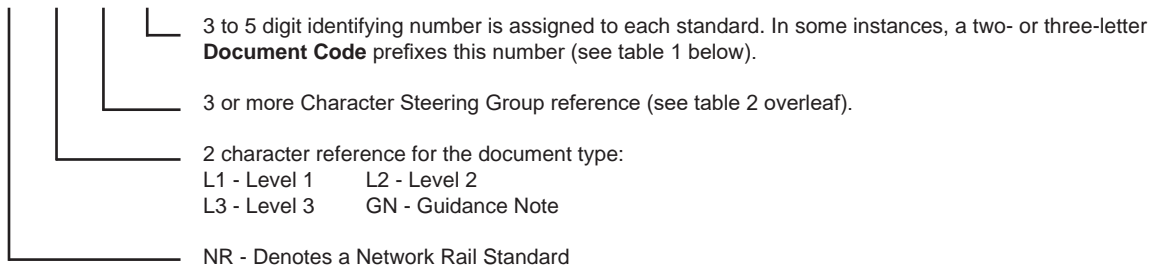 3 to 5 digit identifying number is assigned to each standard. In some instances, a two- or three-letter
Document Code prefixes this number (see table 1 below).
3 or more Character Steering Group reference (see table 2 overleaf).
2 character reference for the document type:
L1 - Level 1 L2 - Level 2
L3 - Level 3 GN - Guidance Note
NR - Denotes a Network Rail Standard